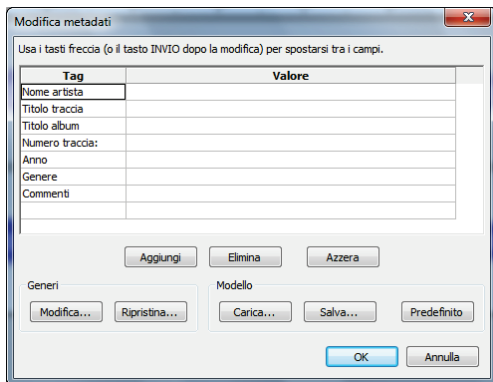 Modifica metadati
Usa i tasti freccia (o il tasto INVIO dopo la modifica) per spostarsi tra i campi.
Tag Valore
Nome artista
Titolo traccia
Titolo album
Numero traccia:
Anno
Genere
Commenti
Aggiungi Elimina Azzera
Generi Modello
Modifica... Ripristina... Carica... Salva... Predefinito
OK Annulla